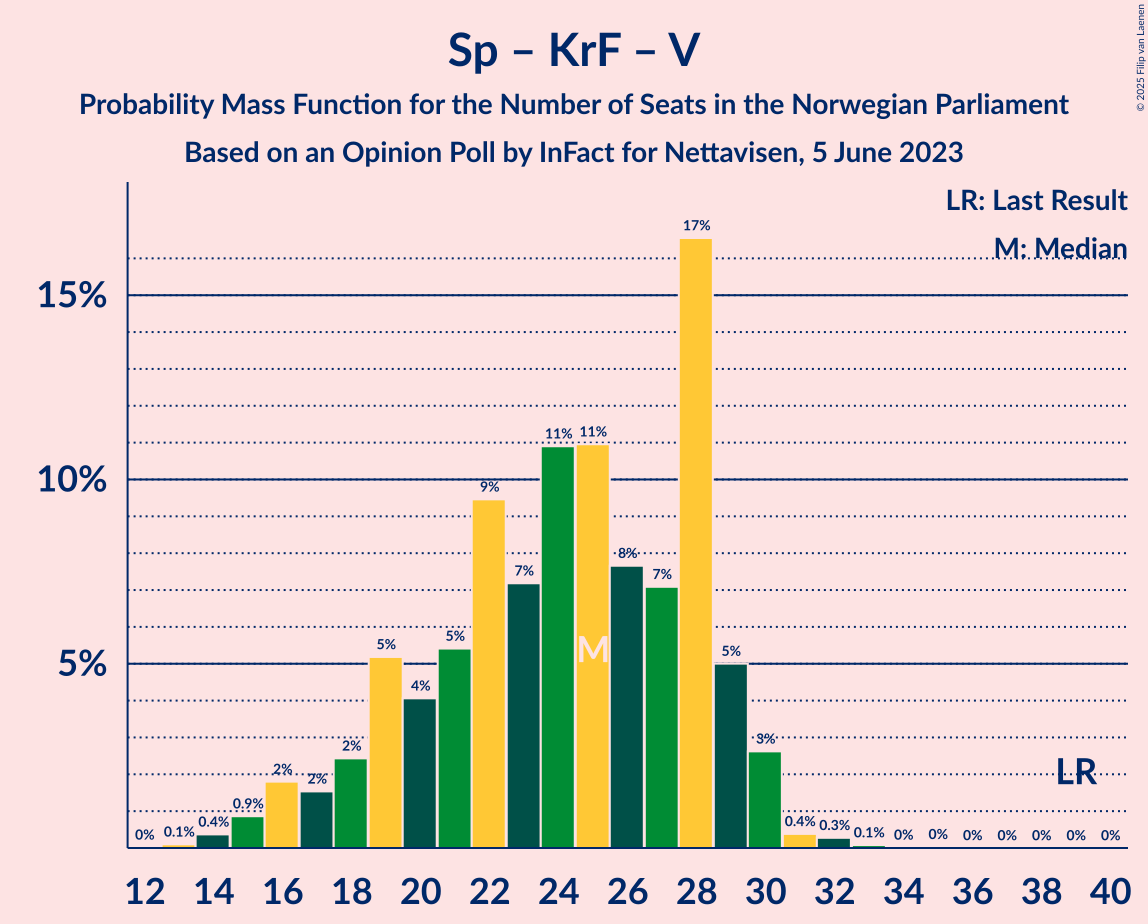 Sp – KrF – V
Probability Mass Function for the Number of Seats in the Norwegian Parliament
Based on an Opinion Poll by InFact for Nettavisen, 5 June 2023
© 2025 Filip van Laenen
LR: Last Result
M: Median
15%
10%
5%
0% 0.1% 0.4% 0.9% 2% 2% 2% 5% 4% 5% 9% 7% 11% 11% 8% 7% 17% 5% 3% 0.4% 0.3% 0.1% 0% 0% 0% 0% 0% 0% 0%
M
LR
12 14 16 18 20 22 24 26 28 30 32 34 36 38 40